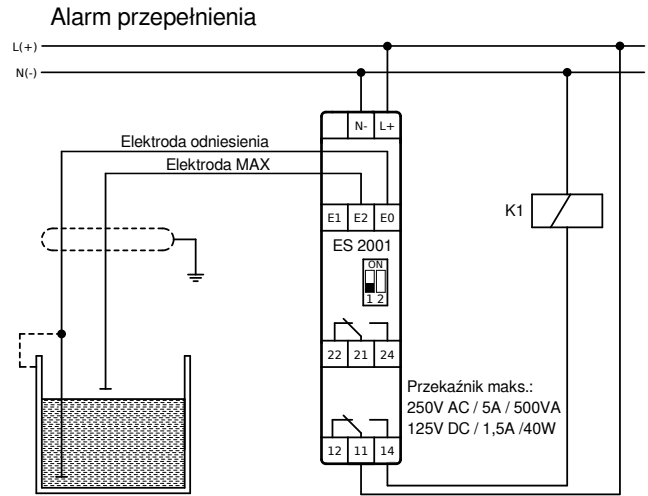 Alarm przepełnienia
L(+)
N(-)
N- L+
Elektroda odniesienia
Elektroda MAX
E1 E2 E0
K1
ES 2001
ON
1 2
22 21 24
Przekaźnik maks.:
250V AC / 5A / 500VA
125V DC / 1,5A /40W
12 11 14